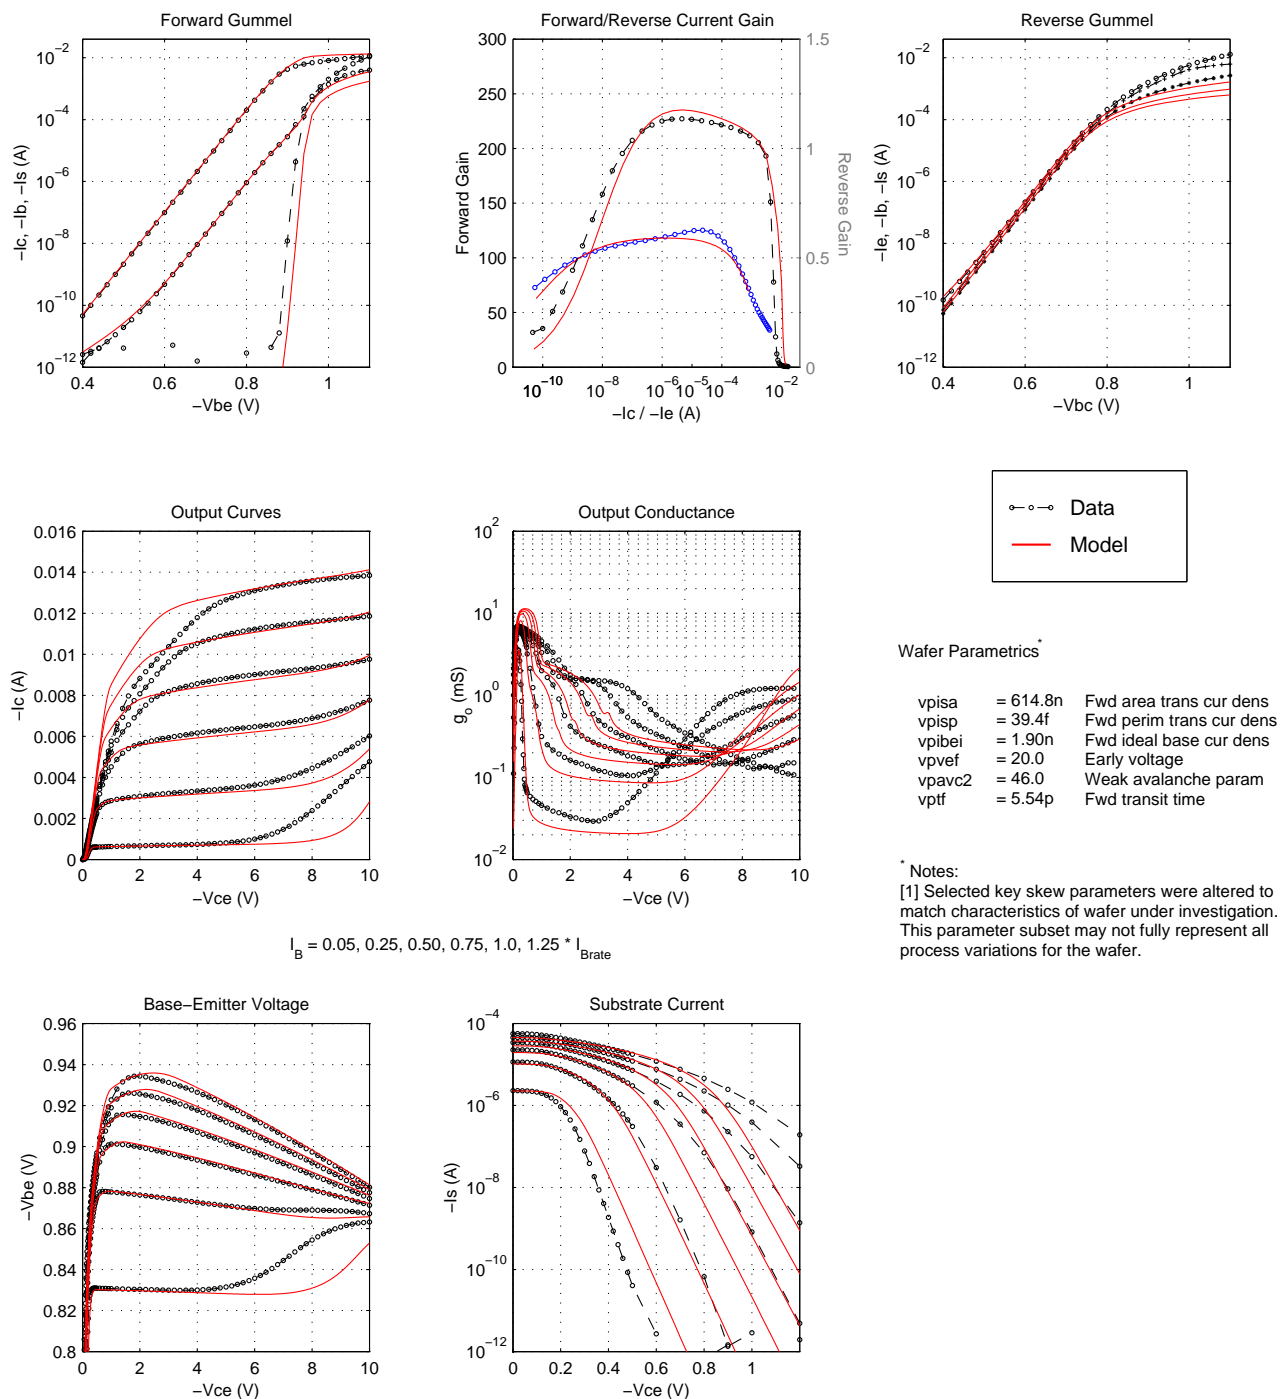 Forward Gummel
10^-2
10^-4
10^-6
10^-8
10^-10
10^-12
0.4 0.6 0.8 1
−Vbe (V)
−Ic, −Ib, −Is (A)
Forward/Reverse Current Gain
300
250
200
150
100
50
0
1.5
1
0.5
0
10^-10 10^-8 10^-6 10^-5 10^-4 10^-2
−Ic / −Ie (A)
Forward Gain
Reverse Gain
Reverse Gummel
10^-2
10^-4
10^-6
10^-8
10^-10
10^-12
0.4 0.6 0.8 1
−Vbc (V)
−Ie, −Ib, −Is (A)
Output Curves
0.016
0.014
0.012
0.01
0.008
0.006
0.004
0.002
0
0 2 4 6 8 10
−Vce (V)
−Ic (A)
Output Conductance
10^2
10^1
10^0
10^-1
10^-2
0 2 4 6 8 10
−Vce (V)
g_o (mS)
Data
Model
Wafer Parametrics*
vpisa = 614.8n Fwd area trans cur dens
vpisp = 39.4f Fwd perim trans cur dens
vpibei = 1.90n Fwd ideal base cur dens
vpvef = 20.0 Early voltage
vpavc2 = 46.0 Weak avalanche param
vptf = 5.54p Fwd transit time
* Notes:
[1] Selected key skew parameters were altered to
match characteristics of wafer under investigation.
This parameter subset may not fully represent all
process variations for the wafer.
I_B = 0.05, 0.25, 0.50, 0.75, 1.0, 1.25 * I_Brate
Base−Emitter Voltage
0.96
0.94
0.92
0.9
0.88
0.86
0.84
0.82
0.8
0 2 4 6 8 10
−Vce (V)
−Vbe (V)
Substrate Current
10^-4
10^-6
10^-8
10^-10
10^-12
0 0.2 0.4 0.6 0.8 1
−Vce (V)
−Is (A)